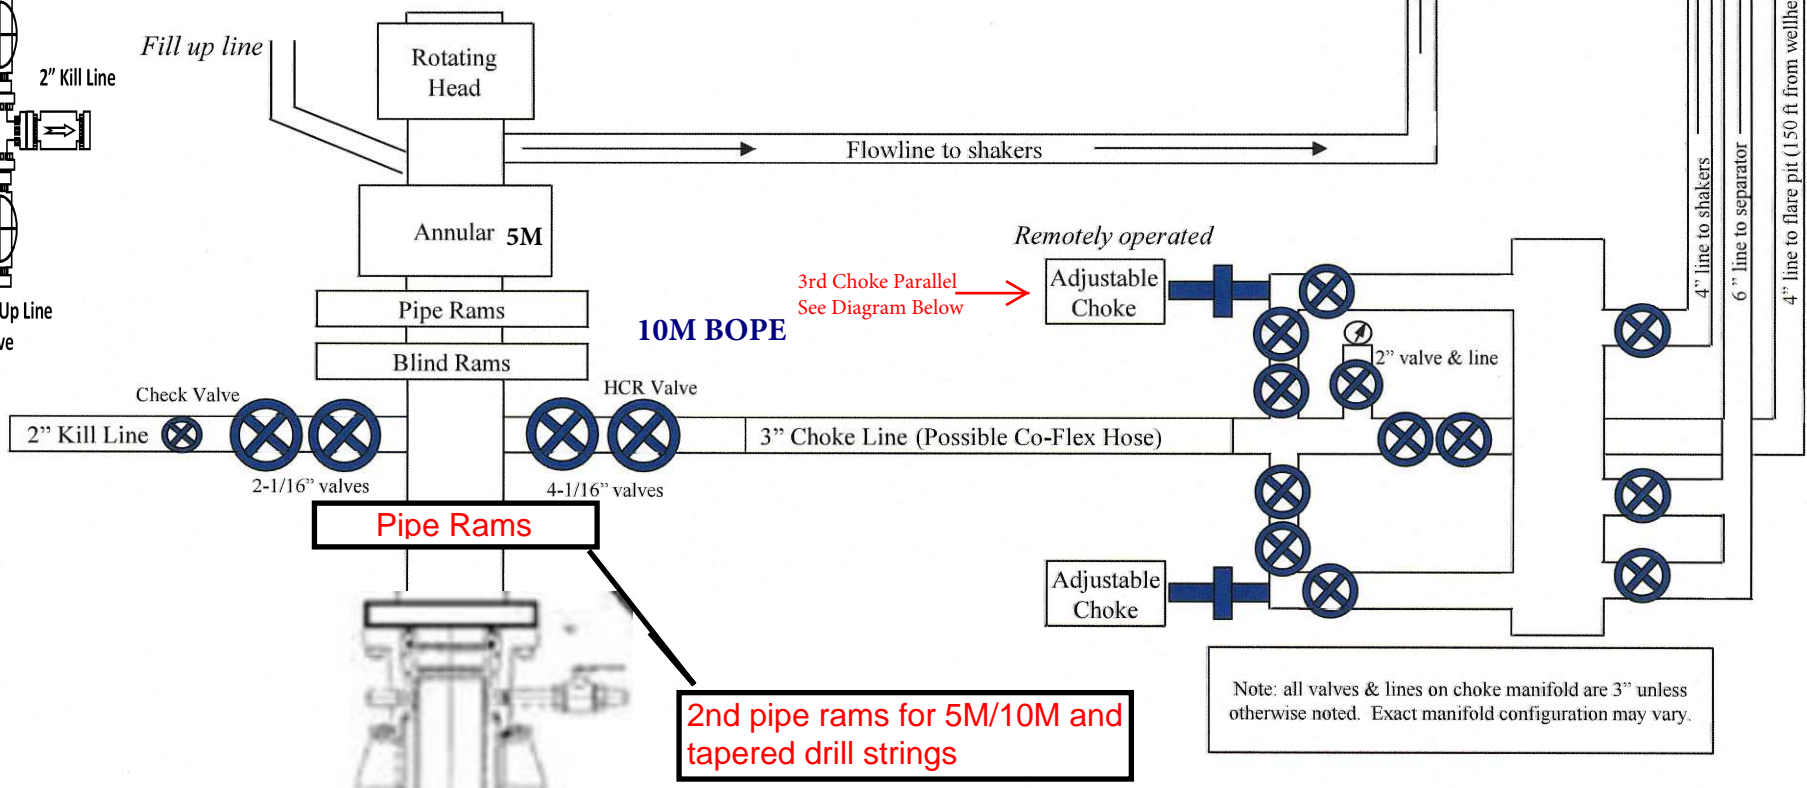 Fill up line
2” Kill Line
Up Line
Rotating
Head
Flowline to shakers
Annular 5M
Pipe Rams
Blind Rams
10M BOPE
3rd Choke Parallel
See Diagram Below
Remotely operated
Adjustable
Choke
2” valve & line
4” line to shakers
6” line to separator
4” line to flare pit (150 ft from
Check Valve
HCR Valve
2” Kill Line
3” Choke Line (Possible Co-Flex Hose)
2-1/16” valves
4-1/16” valves
Pipe Rams
Adjustable
Choke
2nd pipe rams for 5M/10M and
tapered drill strings
Note: all valves & lines on choke manifold are 3” unless
otherwise noted. Exact manifold configuration may vary.